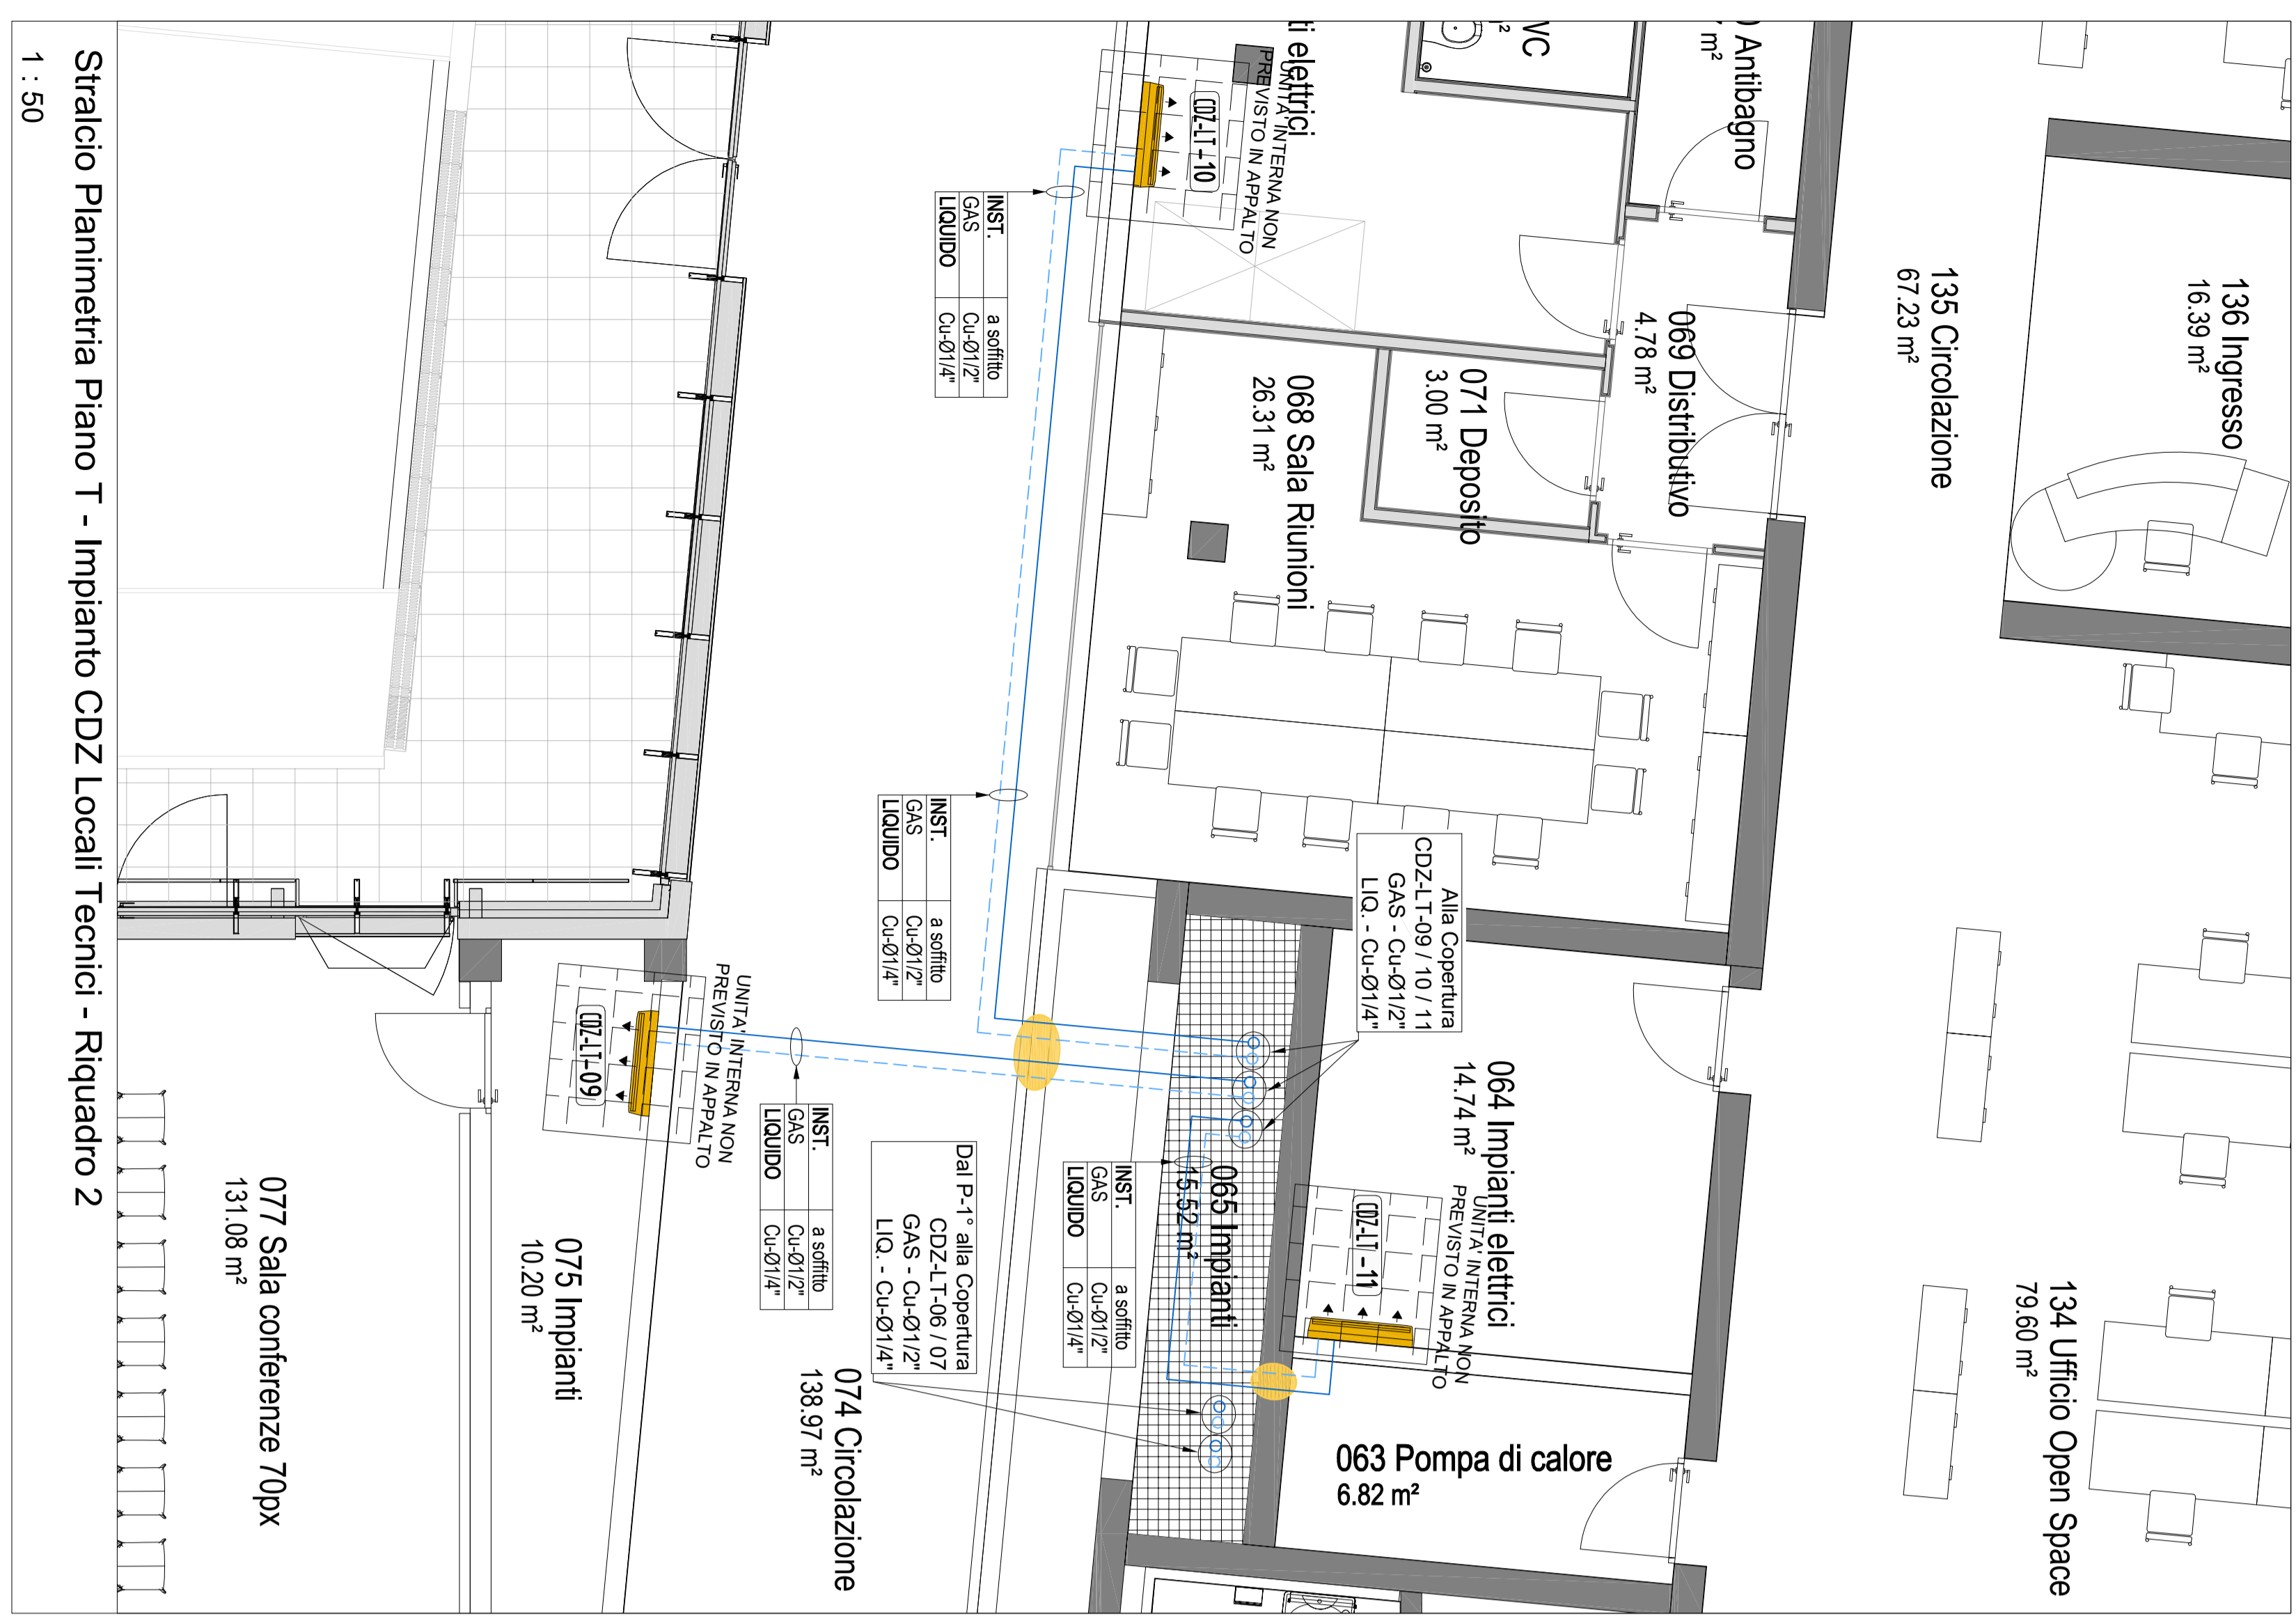 WC
Antibagno
m²
136 Ingresso
16.39 m²
135 Circolazione
67.23 m²
ti elettrici
UNITA' INTERNA NON
PREVISTO IN APPALTO
CDZ-LT-10
INST. a soffitto
GAS Cu-Ø1/2"
LIQUIDO Cu-Ø1/4"
069 Distributivo
4.78 m²
071 Deposito
3.00 m²
068 Sala Riunioni
26.31 m²
INST. a soffitto
GAS Cu-Ø1/2"
LIQUIDO Cu-Ø1/4"
Alla Copertura
CDZ-LT-09 / 10 / 11
GAS - Cu-Ø1/2"
LIQ. - Cu-Ø1/4"
134 Ufficio Open Space
79.60 m²
064 Impianti elettrici
14.74 m²
UNITA' INTERNA NON
PREVISTO IN APPALTO
CDZ-LT -11
063 Pompa di calore
6.82 m²
065 Impianti
15.52 m²
INST. a soffitto
GAS Cu-Ø1/2"
LIQUIDO Cu-Ø1/4"
Dal P-1° alla Copertura
CDZ-LT-06 / 07
GAS - Cu-Ø1/2"
LIQ. - Cu-Ø1/4"
074 Circolazione
138.97 m²
INST. a soffitto
GAS Cu-Ø1/2"
LIQUIDO Cu-Ø1/4"
UNITA' INTERNA NON
PREVISTO IN APPALTO
CDZ-LT-09
075 Impianti
10.20 m²
077 Sala conferenze 70px
131.08 m²
Stralcio Planimetria Piano T - Impianto CDZ Locali Tecnici - Riquadro 2
1 : 50